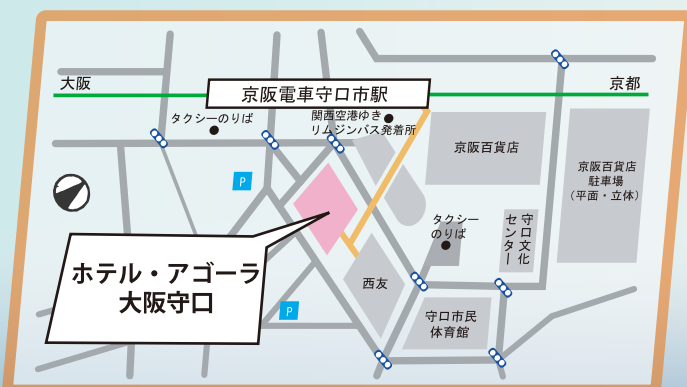 大阪
京阪電車守口市駅
京都
タクシーのりば
関西空港ゆき
リムジンバス発着所
京阪百貨店
京阪百貨店
駐車場
(平面・立体)
P
タクシー
のりば
守口文化
センター
ホテル・アゴーラ
大阪守口
西友
P
守口市民
体育館